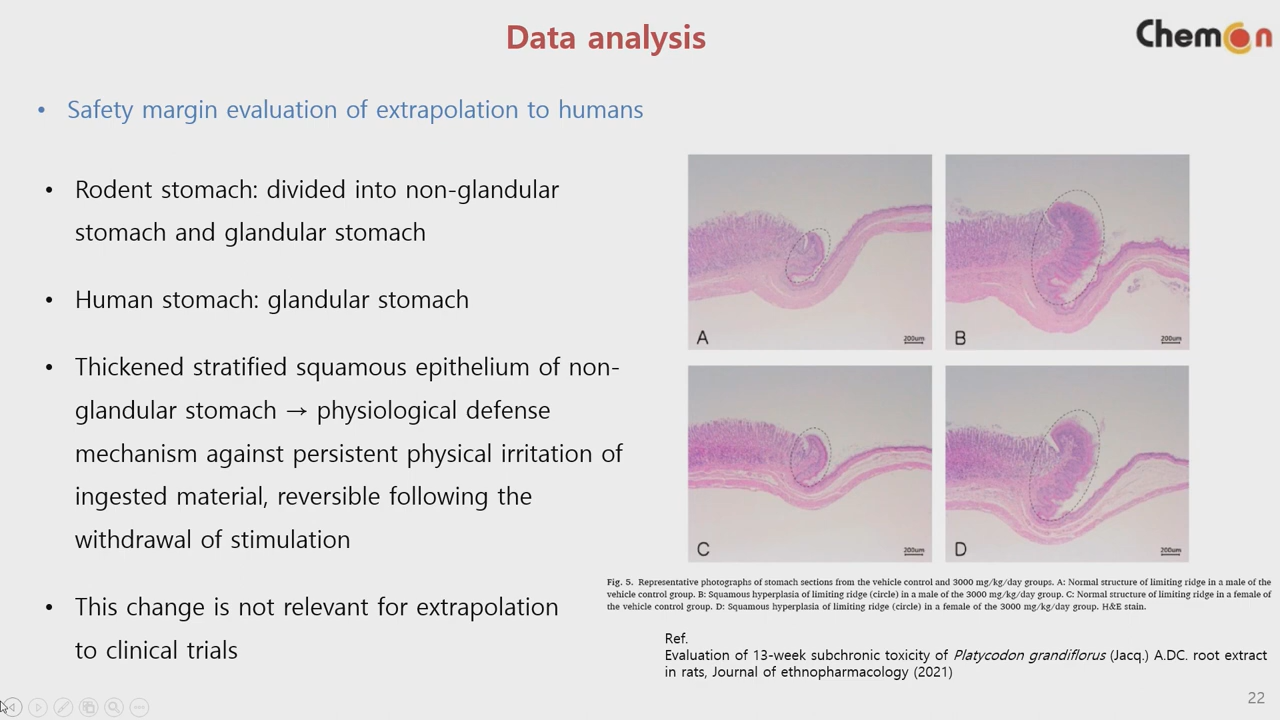 Data analysis
ChemOn
• Safety margin evaluation of extrapolation to humans
• Rodent stomach: divided into non-glandular
stomach and glandular stomach
• Human stomach: glandular stomach
• Thickened stratified squamous epithelium of non-
glandular stomach → physiological defense
mechanism against persistent physical irritation of
ingested material, reversible following the
withdrawal of stimulation
• This change is not relevant for extrapolation
to clinical trials
A
200um
B
200um
C
200um
D
200um
Fig. 5. Representative photographs of stomach sections from the vehicle control and 3000 mg/kg/day groups. A: Normal structure of limiting ridge in a male of the
vehicle control group. B: Squamous hyperplasia of limiting ridge (circle) in a male of the 3000 mg/kg/day group. C: Normal structure of limiting ridge in a female of
the vehicle control group. D: Squamous hyperplasia of limiting ridge (circle) in a female of the 3000 mg/kg/day group. H&E stain.
Ref.
Evaluation of 13-week subchronic toxicity of Platycodon grandiflorus (Jacq.) A.DC. root extract
in rats, Journal of ethnopharmacology (2021)
22